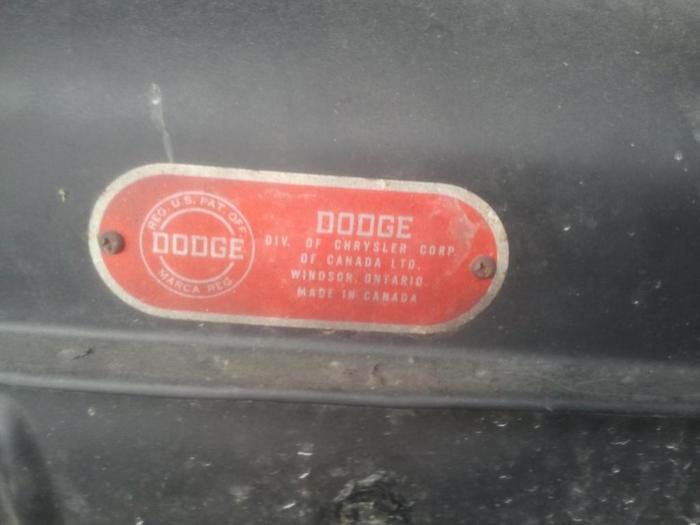 REG. U.S. PAT. OFF.
DODGE
MARCA REG.
DODGE
DIV. OF CHRYSLER CORP.
OF CANADA LTD.
WINDSOR, ONTARIO.
MADE IN CANADA